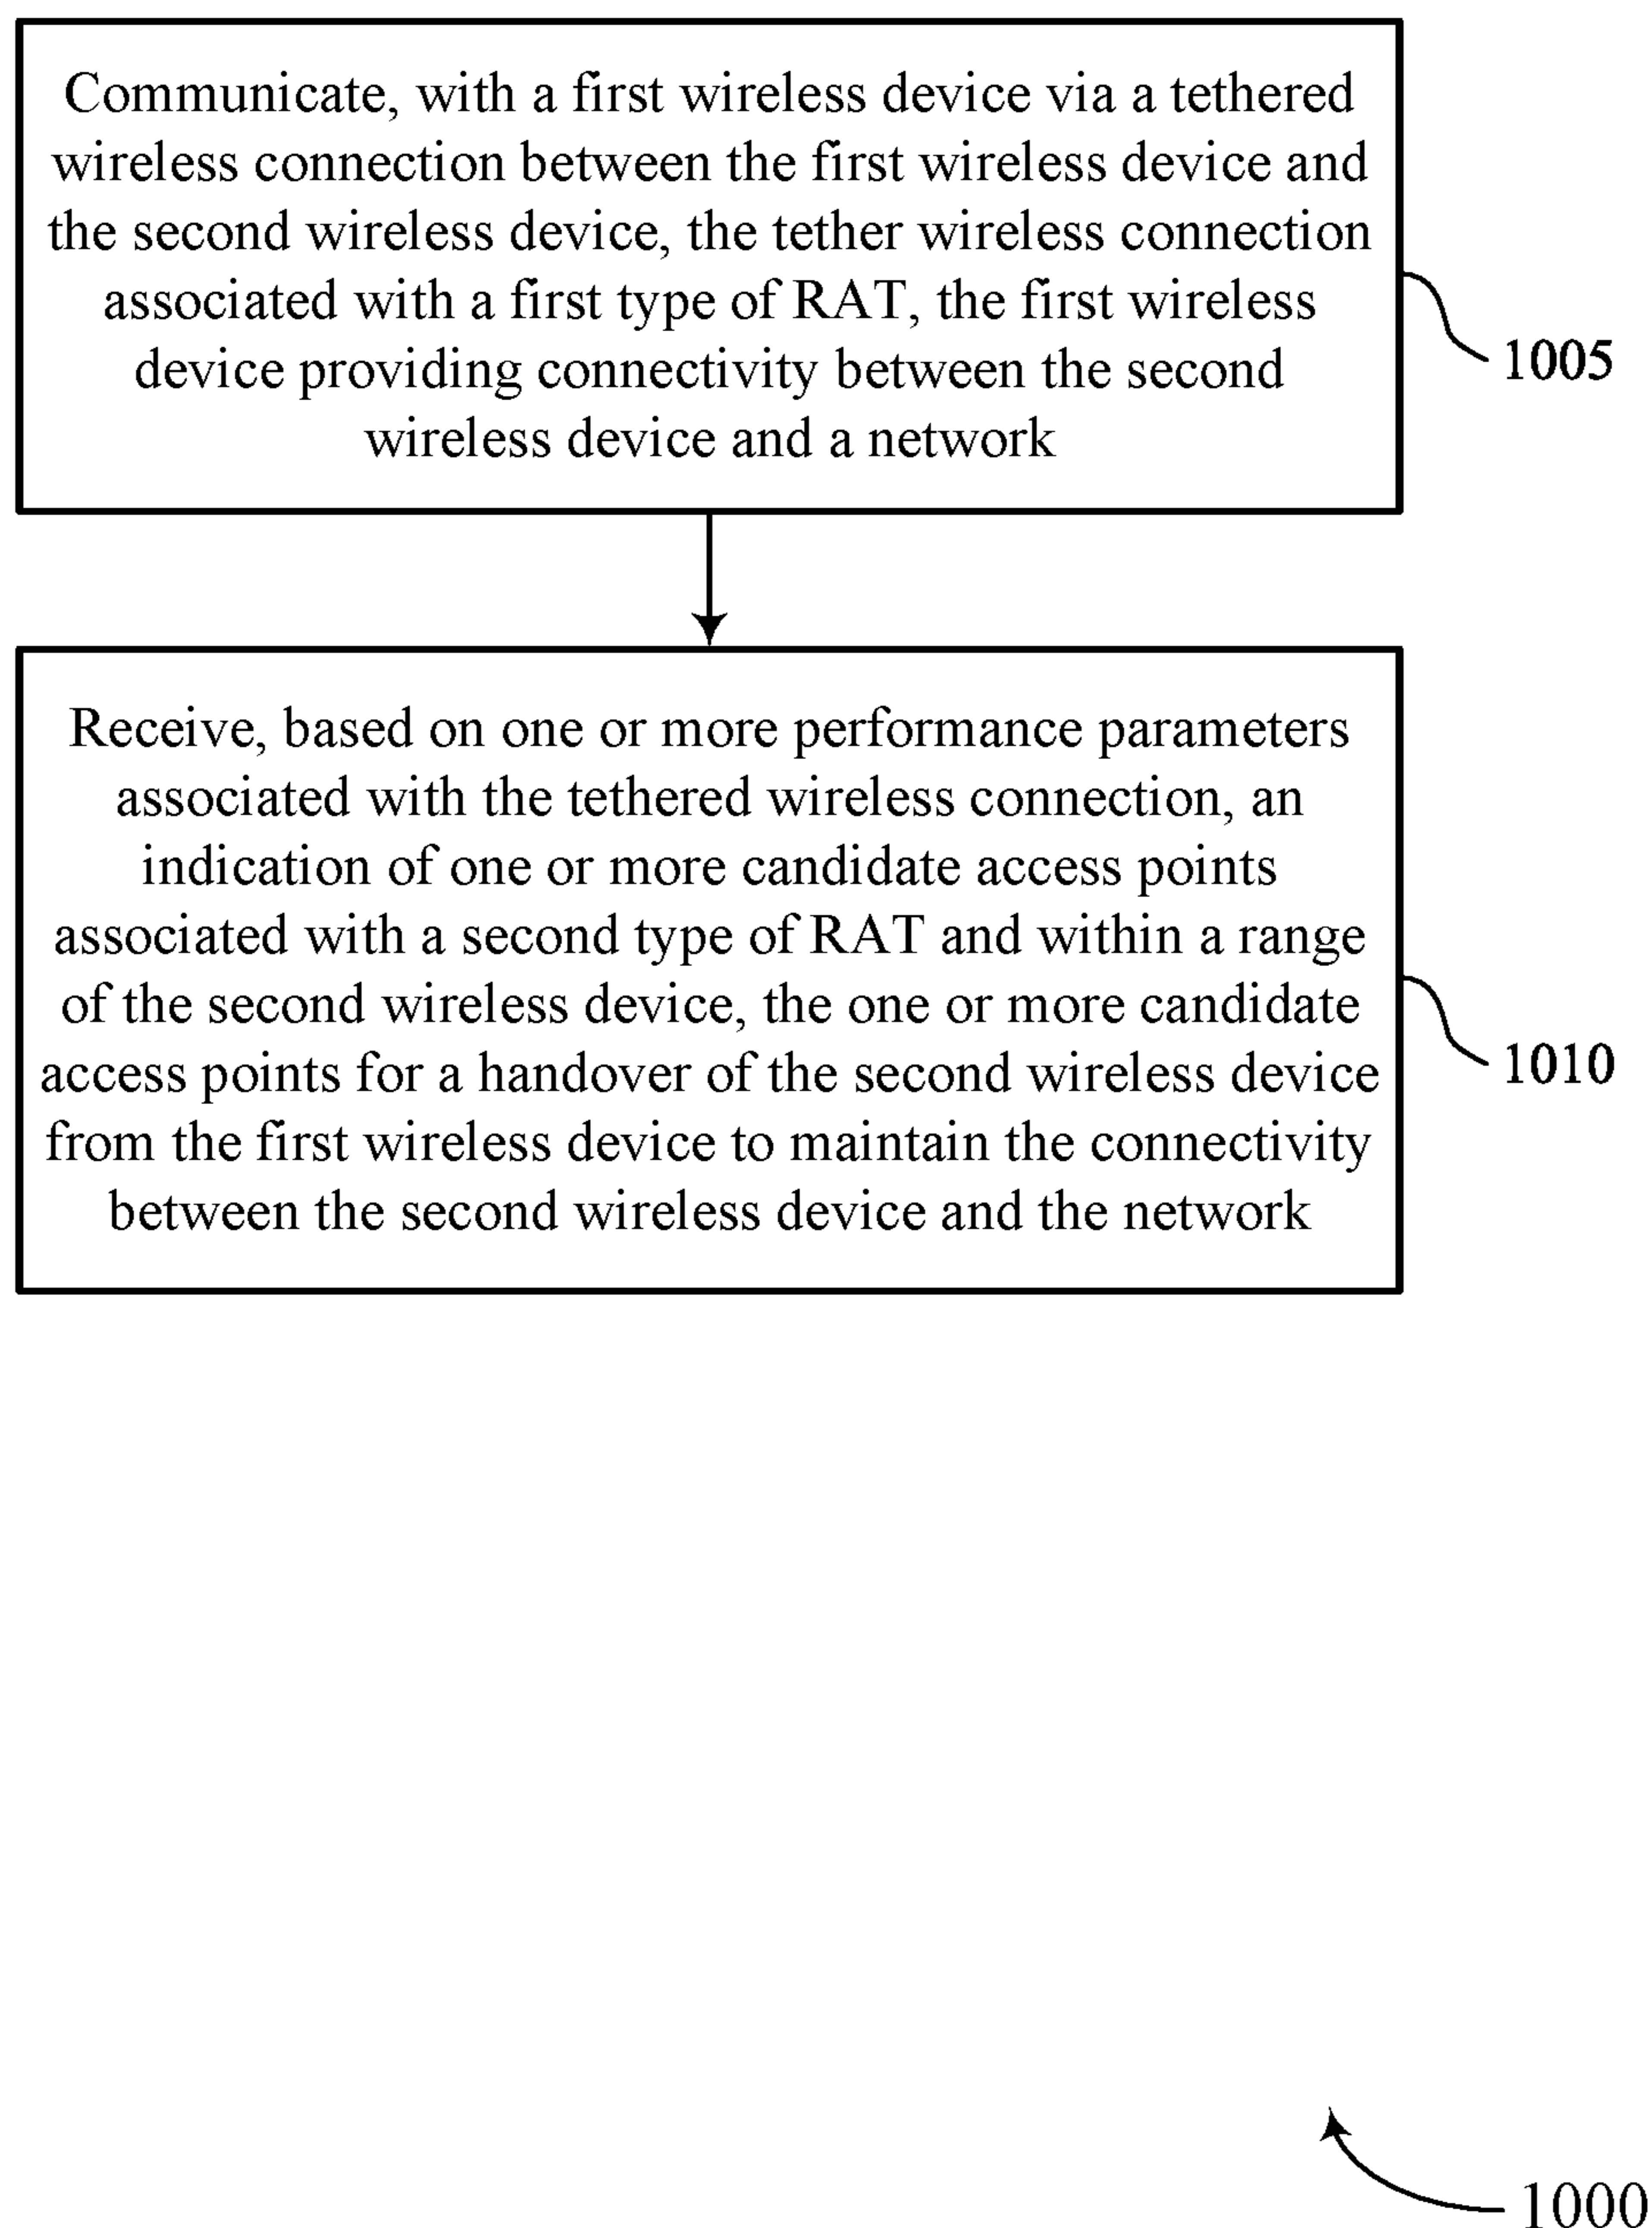 Communicate, with a first wireless device via a tethered
wireless connection between the first wireless device and
the second wireless device, the tether wireless connection
associated with a first type of RAT, the first wireless
device providing connectivity between the second
wireless device and a network
1005
Receive, based on one or more performance parameters
associated with the tethered wireless connection, an
indication of one or more candidate access points
associated with a second type of RAT and within a range
of the second wireless device, the one or more candidate
access points for a handover of the second wireless device
from the first wireless device to maintain the connectivity
between the second wireless device and the network
1010
1000